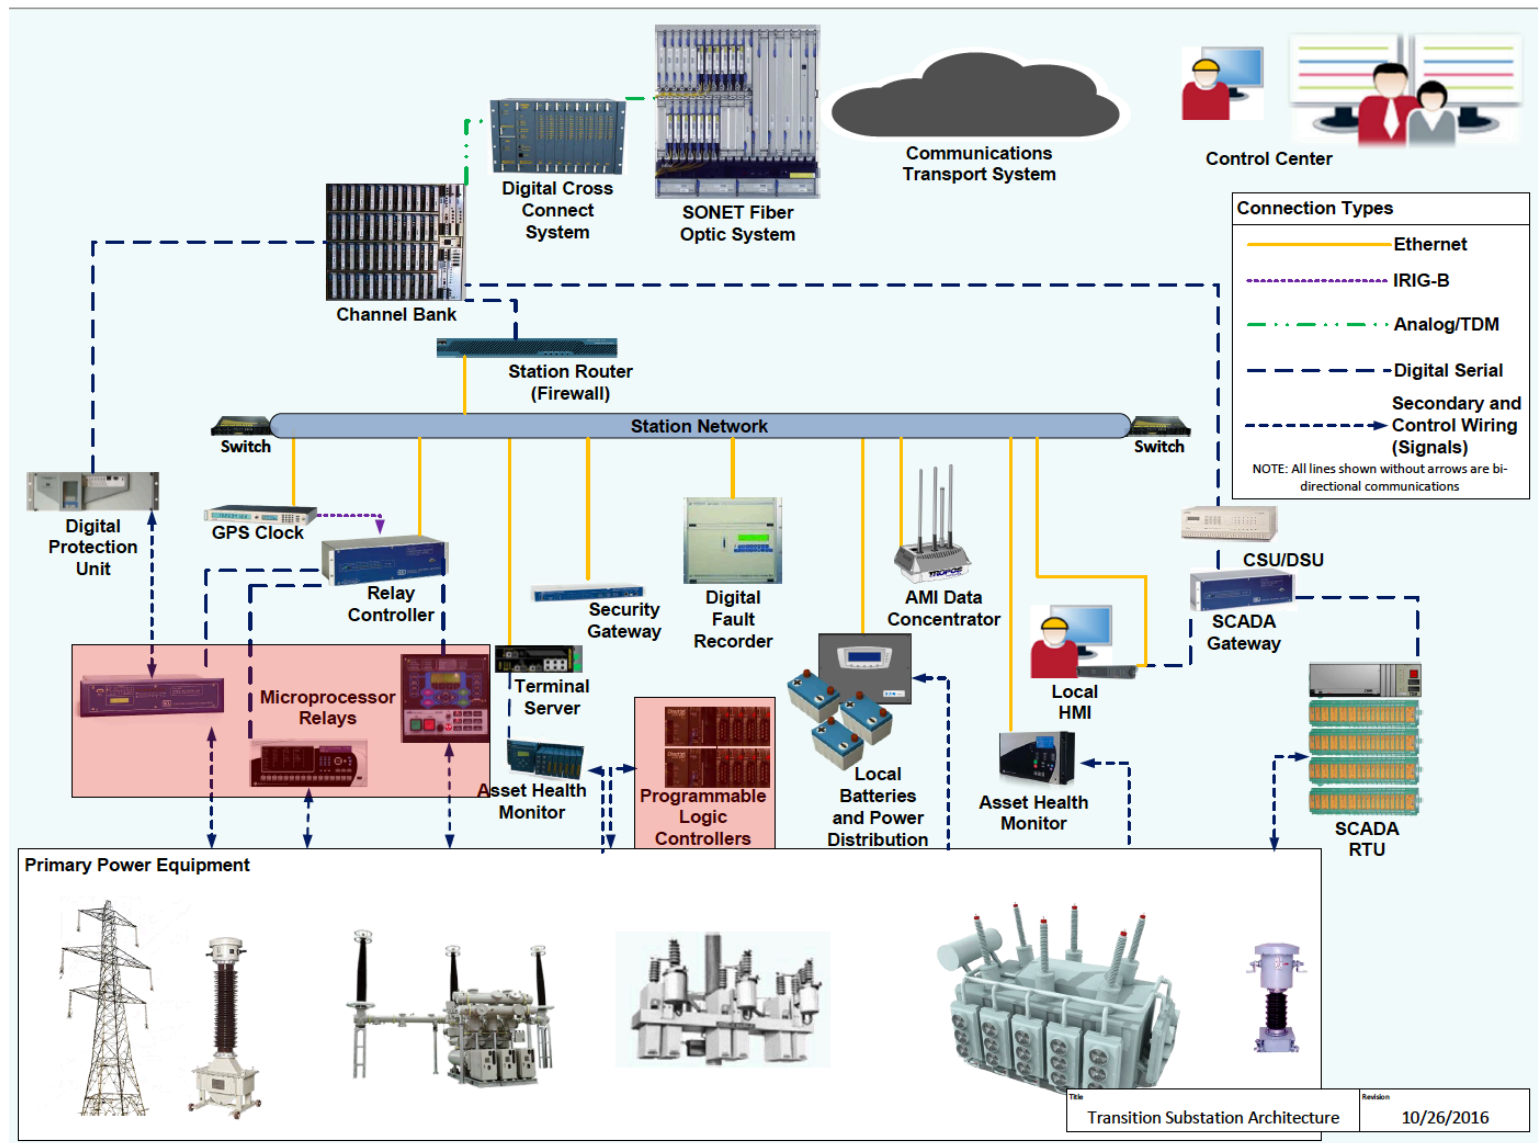 Communications
Transport System
Control Center
Digital Cross
Connect
System
SONET Fiber
Optic System
Connection Types
Ethernet
IRIG-B
Analog/TDM
Digital Serial
Secondary and
Control Wiring
(Signals)
NOTE: All lines shown without arrows are bi-
directional communications
Channel Bank
Station Router
(Firewall)
Station Network
Switch
Switch
Digital
Protection
Unit
GPS Clock
Relay
Controller
Security
Gateway
Digital
Fault
Recorder
TROPOS
AMI Data
Concentrator
CSU/DSU
SCADA
Gateway
Microprocessor
Relays
Terminal
Server
Local
HMI
Asset Health
Monitor
Programmable
Logic
Controllers
Local
Batteries
and Power
Distribution
Asset Health
Monitor
SCADA
RTU
Primary Power Equipment
Title
Transition Substation Architecture
Revision
10/26/2016